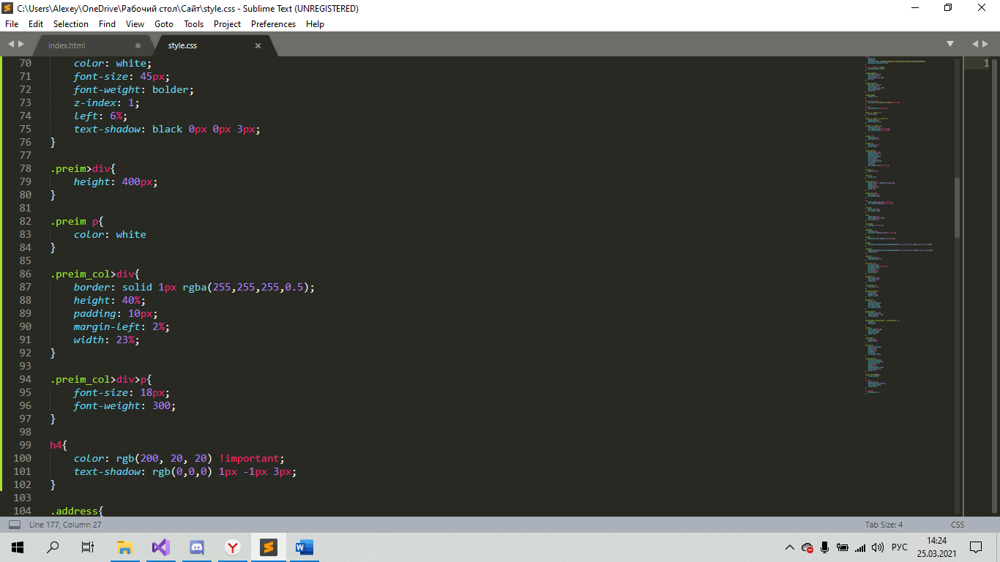 C:\Users\Alexey\OneDrive\Рабочий стол\Сайт\style.css - Sublime Text (UNREGISTERED)
File Edit Selection Find View Goto Tools Project Preferences Help
index.html style.css
70 color: white; 1
71 font-size: 45px;
72 font-weight: bolder;
73 z-index: 1;
74 left: 6%;
75 text-shadow: black 0px 0px 3px;
76 }
77
78 .preim>div{
79 height: 400px;
80 }
81
82 .preim p{
83 color: white
84 }
85
86 .preim_col>div{
87 border: solid 1px rgba(255,255,255,0.5);
88 height: 40%;
89 padding: 10px;
90 margin-left: 2%;
91 width: 23%;
92 }
93
94 .preim_col>div>p{
95 font-size: 18px;
96 font-weight: 300;
97 }
98
99 h4{
100 color: rgb(200, 20, 20) !important;
101 text-shadow: rgb(0,0,0) 1px -1px 3px;
102 }
103
104 .address{
Line 177, Column 27 Tab Size: 4 CSS
РУС 14:24
25.03.2021